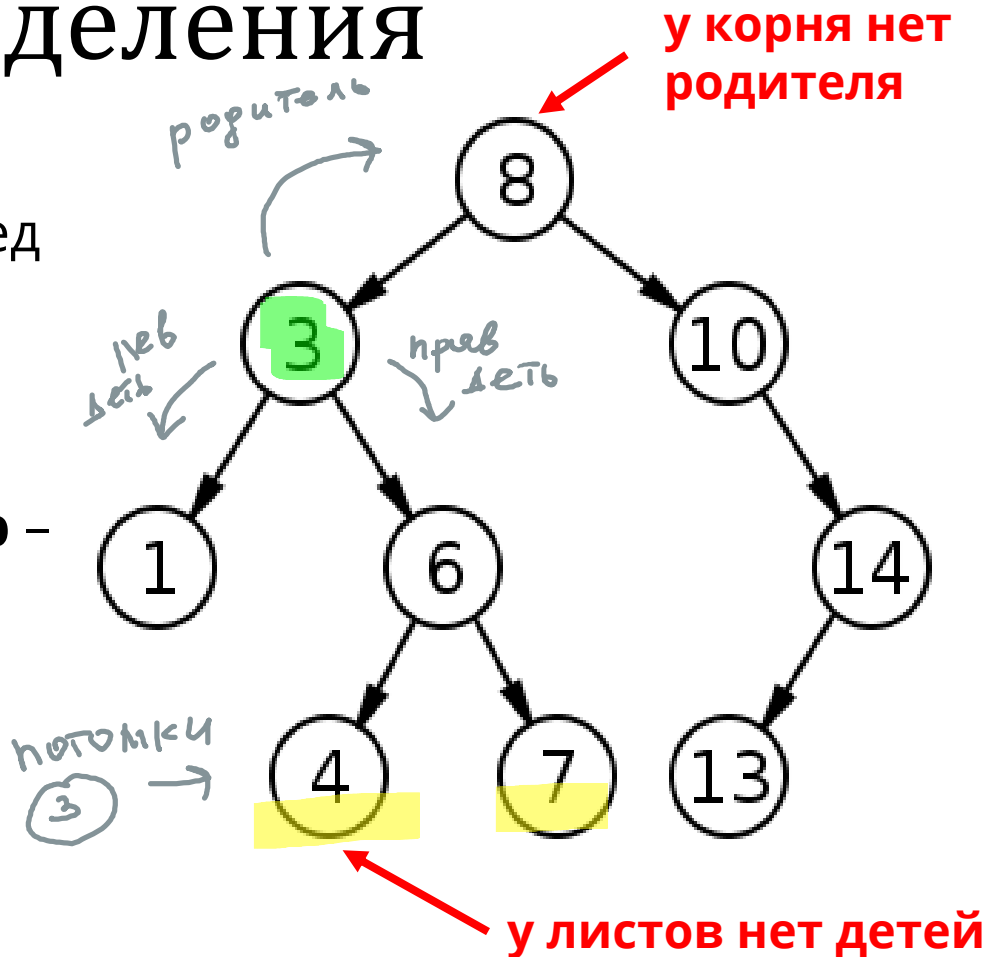 деления
у корня нет
родителя
родитель
8
ед
3
10
лев
деть
прав
деть
–
1
6
14
потомки
3
4
7
13
у листов нет детей